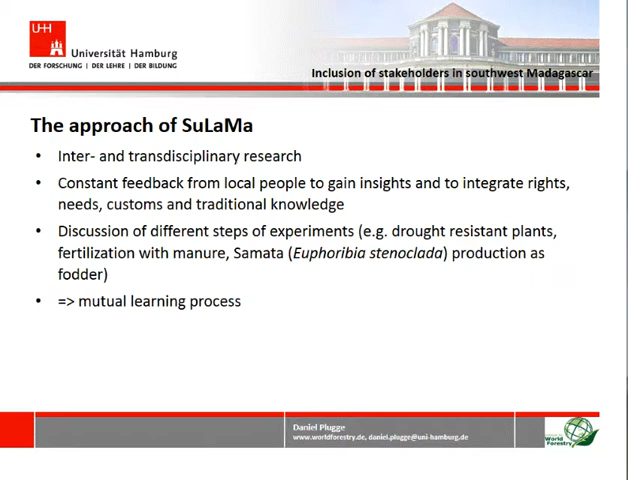 UHH
Universität Hamburg
DER FORSCHUNG | DER LEHRE | DER BILDUNG
Inclusion of stakeholders in southwest Madagascar
The approach of SuLaMa
• Inter- and transdisciplinary research
• Constant feedback from local people to gain insights and to integrate rights,
needs, customs and traditional knowledge
• Discussion of different steps of experiments (e.g. drought resistant plants,
fertilization with manure, Samata (Euphoribia stenoclada) production as
fodder)
• => mutual learning process
Daniel Plugge
www.worldforestry.de, daniel.plugge@uni-hamburg.de
World
Forestry